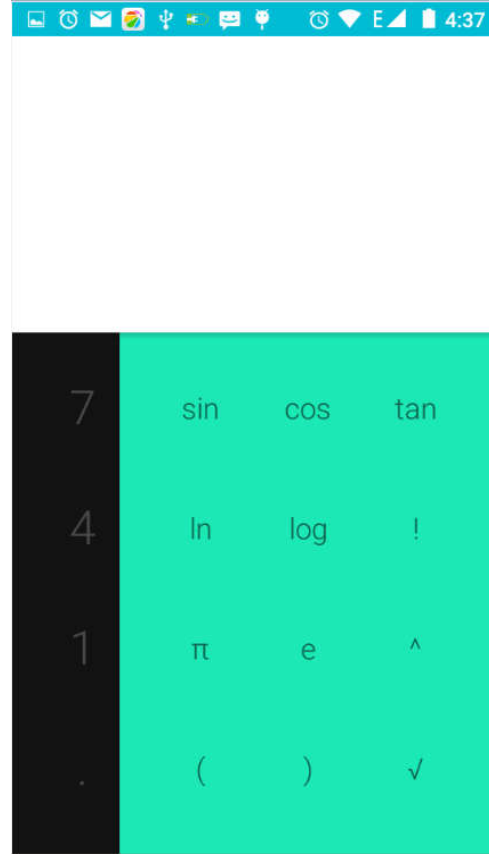 E 4:37
7 sin cos tan
4 ln log !
1 π e ^
. ( ) √